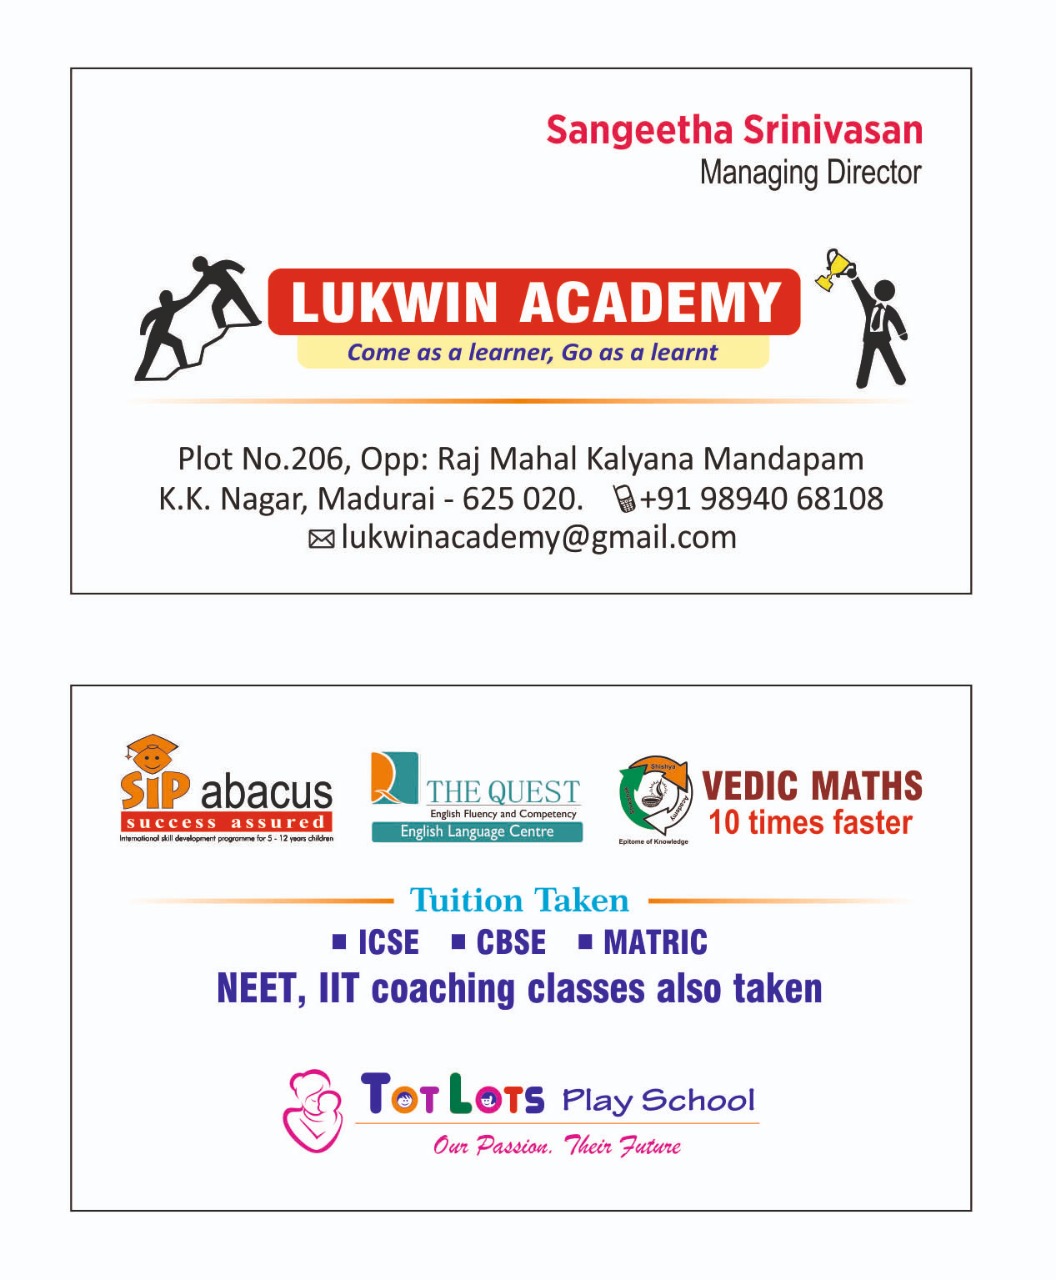 Sangeetha Srinivasan
Managing Director
LUKWIN ACADEMY
Come as a learner, Go as a learnt
Plot No.206, Opp: Raj Mahal Kalyana Mandapam
K.K. Nagar, Madurai - 625 020. +91 98940 68108
lukwinacademy@gmail.com
SiP abacus
success assured
International skill development programme for 5 - 12 years children
THE QUEST
English Fluency and Competency
English Language Centre
Shishya
Academy
Epitome of Knowledge
VEDIC MATHS
10 times faster
Tuition Taken
ICSE CBSE MATRIC
NEET, IIT coaching classes also taken
TOT LOTS Play School
Our Passion. Their Future